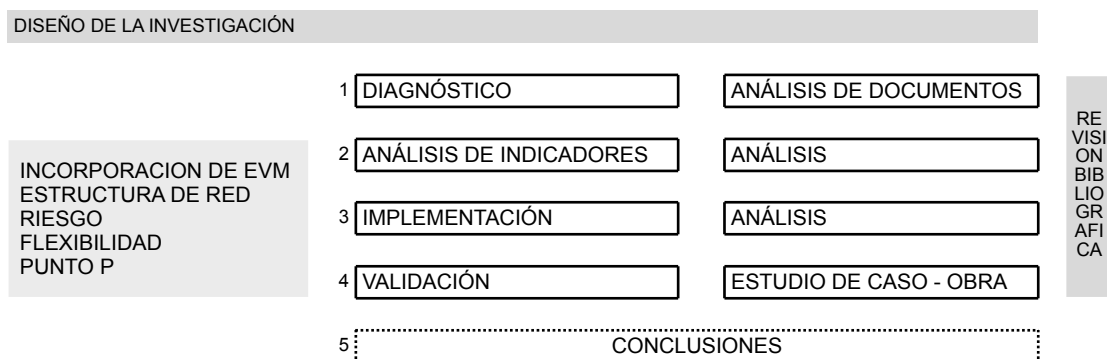 DISEÑO DE LA INVESTIGACIÓN
INCORPORACION DE EVM
ESTRUCTURA DE RED
RIESGO
FLEXIBILIDAD
PUNTO P
1 DIAGNÓSTICO ANÁLISIS DE DOCUMENTOS
2 ANÁLISIS DE INDICADORES ANÁLISIS
3 IMPLEMENTACIÓN ANÁLISIS
4 VALIDACIÓN ESTUDIO DE CASO - OBRA
5 CONCLUSIONES
RE
VISI
ON
BIB
LIO
GR
AFI
CA